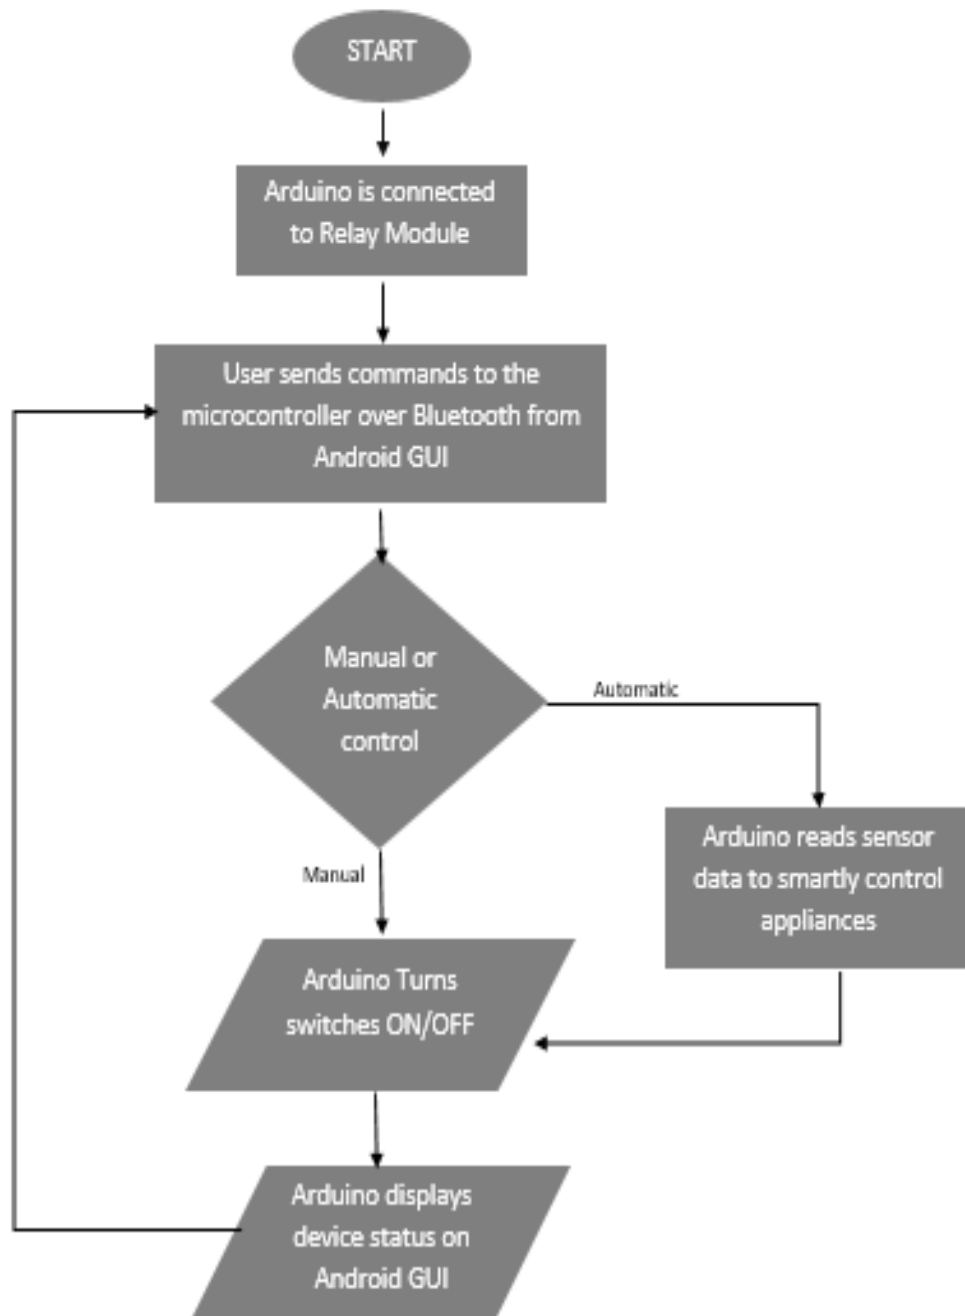 START
Arduino is connected
to Relay Module
User sends commands to the
microcontroller over Bluetooth from
Android GUI
Manual or
Automatic
control
Automatic
Arduino reads sensor
data to smartly control
appliances
Manual
Arduino Turns
switches ON/OFF
Arduino displays
device status on
Android GUI